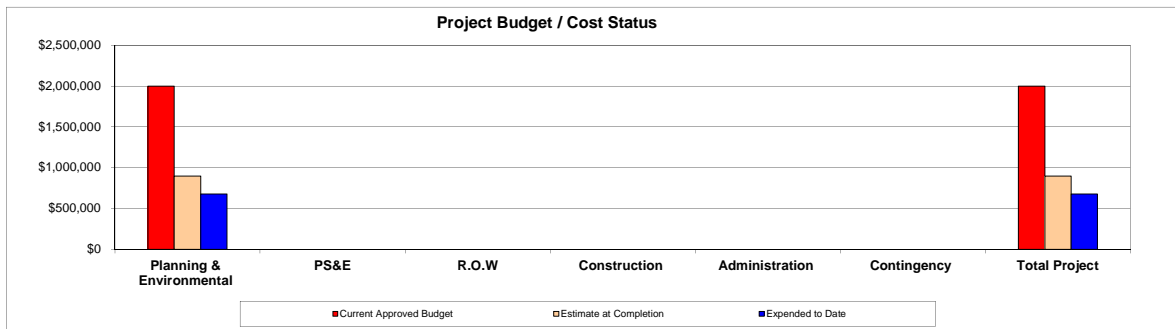 Project Budget / Cost Status
$2,500,000
$2,000,000
$1,500,000
$1,000,000
$500,000
$0
Planning & Environmental
PS&E
R.O.W
Construction
Administration
Contingency
Total Project
Current Approved Budget
Estimate at Completion
Expended to Date